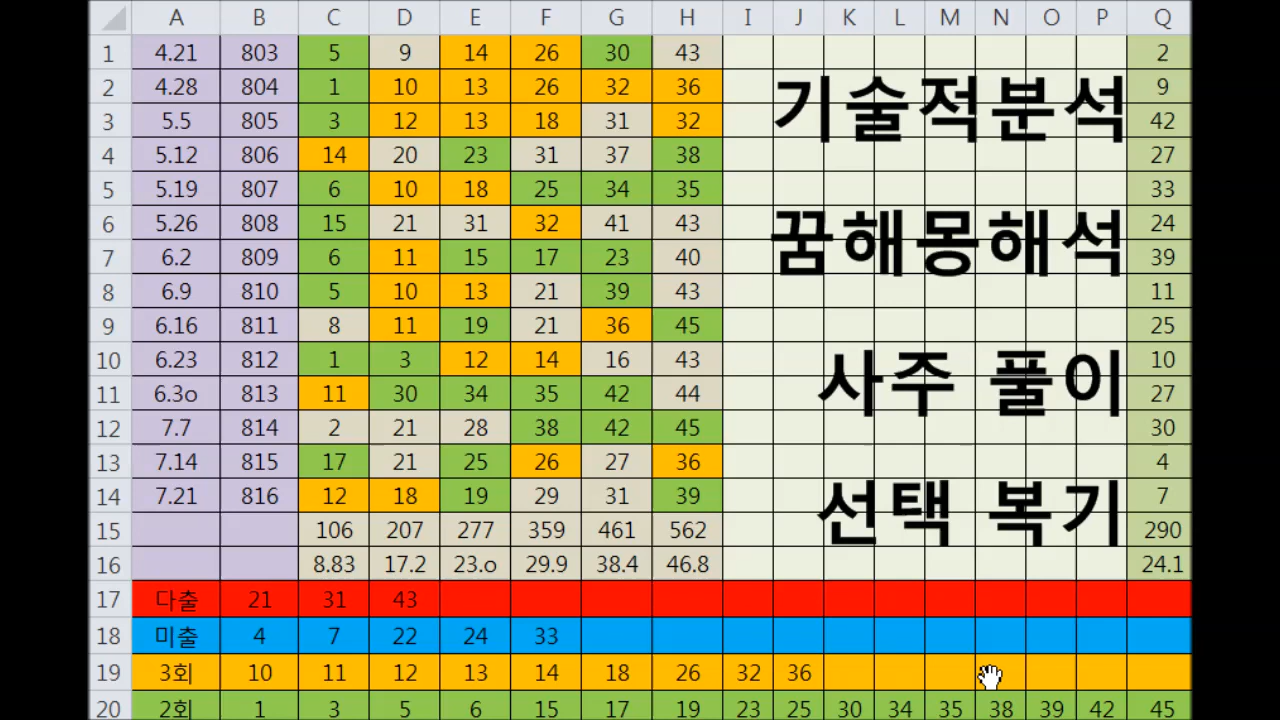 A B C D E F G H I J K L M N O P Q
1 4.21 803 5 9 14 26 30 43 2
2 4.28 804 1 10 13 26 32 36 9
기술적분석
3 5.5 805 3 12 13 18 31 32 42
4 5.12 806 14 20 23 31 37 38 27
5 5.19 807 6 10 18 25 34 35 33
6 5.26 808 15 21 31 32 41 43 24
꿈해몽해석
7 6.2 809 6 11 15 17 23 40 39
8 6.9 810 5 10 13 21 39 43 11
9 6.16 811 8 11 19 21 36 45 25
10 6.23 812 1 3 12 14 16 43 10
사주 풀이
11 6.3o 813 11 30 34 35 42 44 27
12 7.7 814 2 21 28 38 42 45 30
13 7.14 815 17 21 25 26 27 36 4
14 7.21 816 12 18 19 29 31 39 7
선택 복기
15 106 207 277 359 461 562 290
16 8.83 17.2 23.o 29.9 38.4 46.8 24.1
17 다출 21 31 43
18 미출 4 7 22 24 33
19 3회 10 11 12 13 14 18 26 32 36
20 2회 1 3 5 6 15 17 19 23 25 30 34 35 38 39 42 45